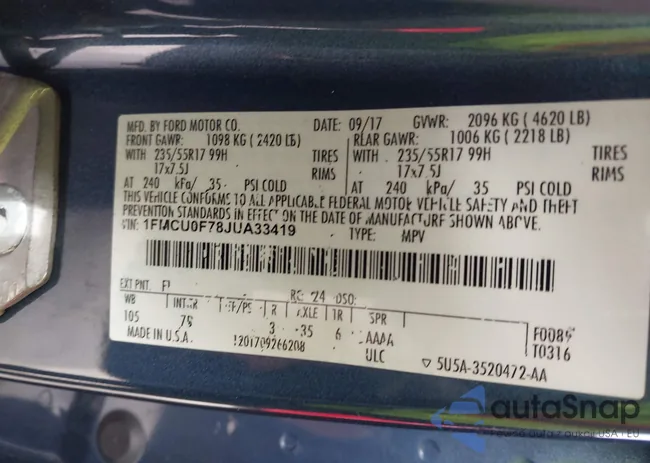 MFD. BY FORD MOTOR CO. DATE: 09/17 GVWR: 2096 KG (4620 LB)
FRONT GAWR: 1098 KG (2420 LB) REAR GAWR: 1006 KG (2218 LB)
WITH 235/55R17 99H TIRES WITH 235/55R17 99H TIRES
17x7.5J RIMS 17x7.5J RIMS
AT 240 kPa/ 35 PSI COLD AT 240 kPa/ 35 PSI COLD
THIS VEHICLE CONFORMS TO ALL APPLICABLE FEDERAL MOTOR VEHICLE SAFETY AND THEFT
PREVENTION STANDARDS IN EFFECT ON THE DATE OF MANUFACTURE SHOWN ABOVE.
VIN: 1FMCU0F78JUA33419 TYPE: MPV
EXT PNT: RC: 24 DSO:
WB R AXLE TR SPR
105 3 35 6 AAAAA
MADE IN U.S.A. ULC
T0316
5U5A-3520472-AA
autoSnap